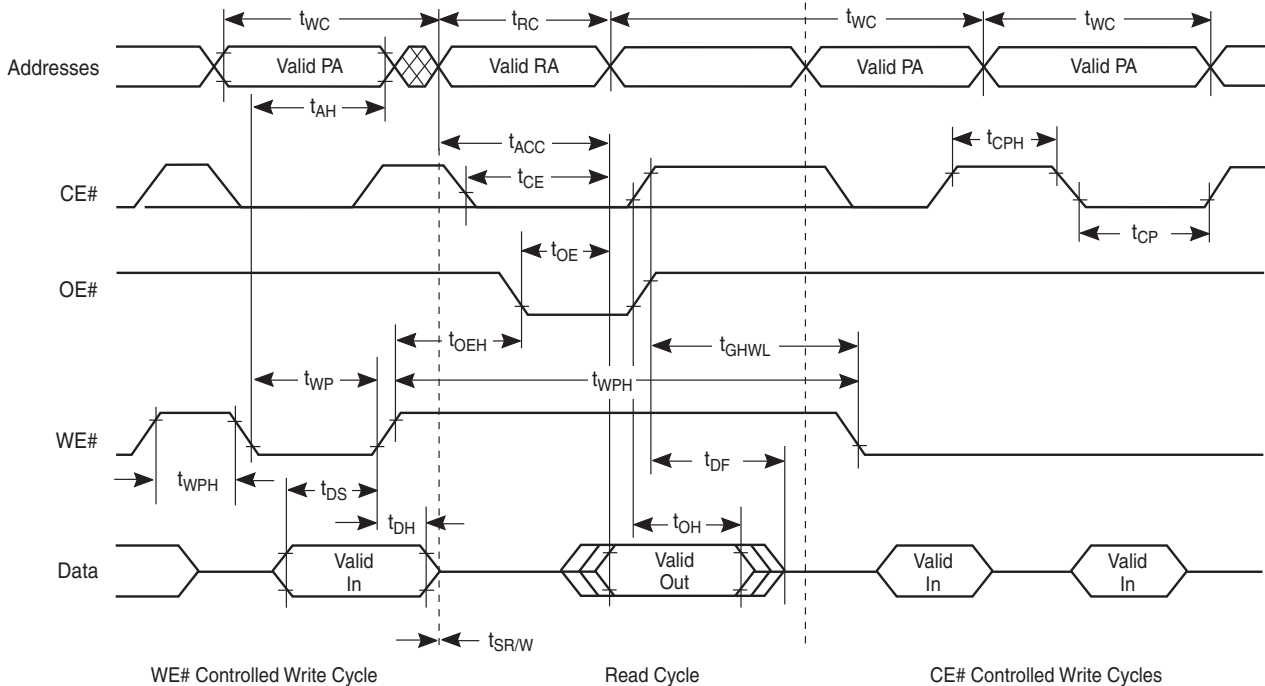 tWC tRC tWC tWC
Addresses Valid PA Valid RA Valid PA Valid PA
tAH
tACC tCPH
CE# tCE
tCP
tOE
OE#
tOEH tGHWL
tWP tWPH
WE#
tWPH tDS tDF
tDH tOH
Data Valid In Valid Out Valid In Valid In
tSR/W
WE# Controlled Write Cycle Read Cycle CE# Controlled Write Cycles